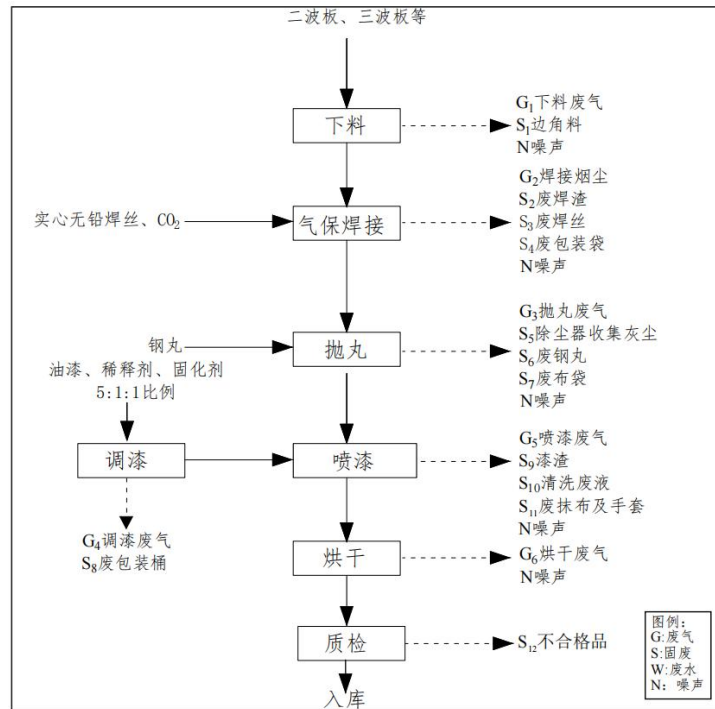 二波板、三波板等
下料
G₁下料废气
S₁边角料
N噪声
实心无铅焊丝、CO₂
气保焊接
G₂焊接烟尘
S₂废焊渣
S₃废焊丝
S₄废包装袋
N噪声
钢丸
抛丸
G₃抛丸废气
S₅除尘器收集灰尘
S₆废钢丸
S₇废布袋
N噪声
油漆、稀释剂、固化剂
5:1:1比例
调漆
喷漆
G₅喷漆废气
S₉漆渣
S₁₀清洗废液
S₁₁废抹布及手套
N噪声
G₄调漆废气
S₈废包装桶
烘干
G₆烘干废气
N噪声
质检
S₁₂不合格品
入库
图例：
G:废气
S:固废
W:废水
N：噪声